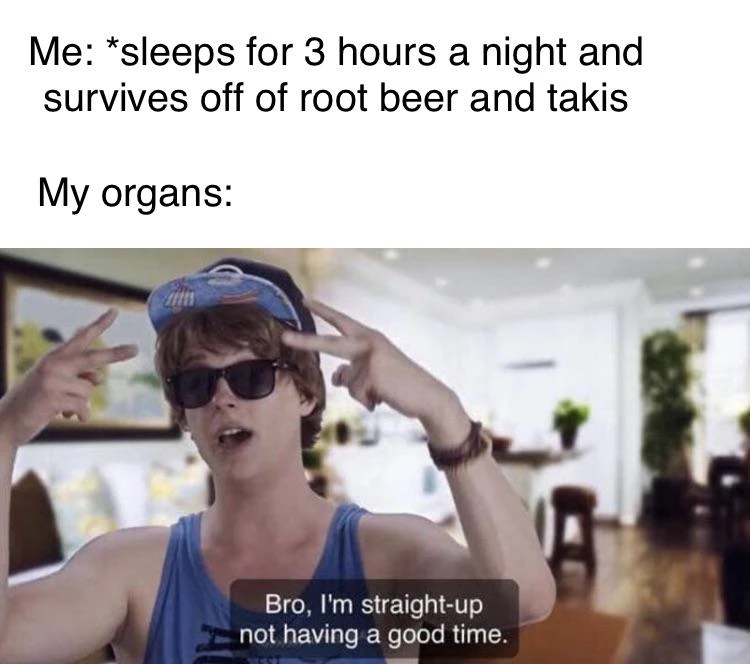 Me: *sleeps for 3 hours a night and
survives off of root beer and takis
My organs:
Bro, I'm straight-up
not having a good time.